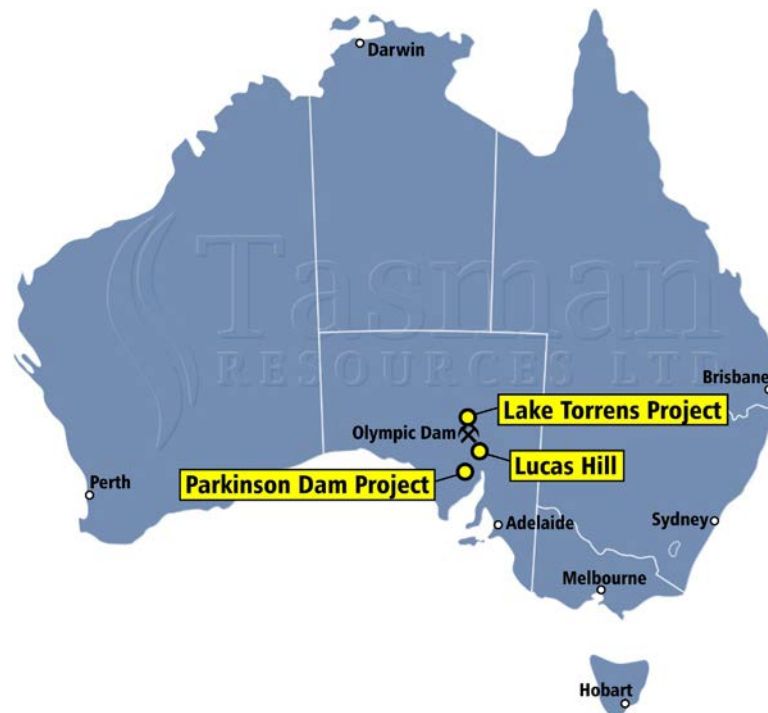 Darwin
Tasman
RESOURCES LTD
Brisbane
Lake Torrens Project
Olympic Dam
Lucas Hill
Parkinson Dam Project
Perth
Adelaide
Sydney
Melbourne
Hobart